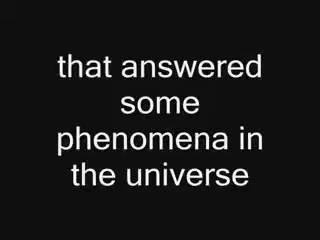 that answered
some
phenomena in
the universe